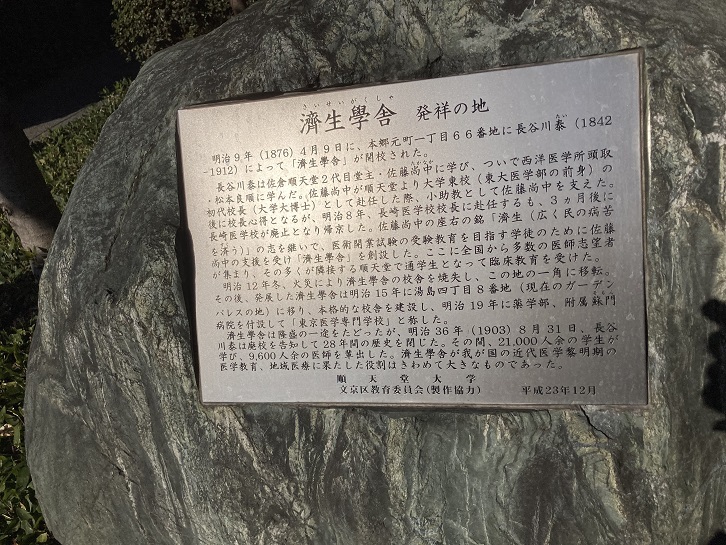 さいせいがくしゃ
濟生學舎 発祥の地
たい
明治9年（1876）4月9日に、本郷元町一丁目66番地に長谷川泰（1842
-1912）によって「濟生學舎」が開校された。
たかなか
長谷川泰は佐倉順天堂2代目堂主・佐藤尚中に学び、ついで西洋医学所頭取
・松本良順に学んだ。佐藤尚中が順天堂より大学東校（東大医学部の前身）の
初代校長（大学大博士）として赴任した際、小助教として佐藤尚中を支えた。
後に校長心得となるが、明治8年、長崎医学校校長に赴任するも、3ヵ月後に
長崎医学校が廃止となり帰京した。佐藤尚中の座右の銘「濟生（広く民の病苦
を済う）」の志を継いで、医術開業試験の受験教育を目指す学徒のために佐藤
尚中の支援を受け「濟生學舎」を創設した。ここに全国から多数の医師志望者
が集まり、その多くが隣接する順天堂で通学生となって臨床教育を受けた。
明治12年冬、火災により濟生學舎の校舎を焼失し、この地の一角に移転。
その後、発展した濟生學舎は明治15年に湯島四丁目8番地（現在のガーデン
パレスの地）に移り、本格的な校舎を建設し、明治19年に薬学部、附属蘇門
病院を付設して「東京医学専門学校」と称した。
濟生學舎は隆盛の一途をたどったが、明治36年（1903）8月31日、長谷
川泰は廃校を告知して28年間の歴史を閉じた。その間、21,000人余の学生が
学び、9,600人余の医師を輩出した。濟生學舎が我が国の近代医学黎明期の
医学教育、地域医療に果たした役割はきわめて大きなものであった。
順天堂大学
文京区教育委員会（製作協力） 平成23年12月